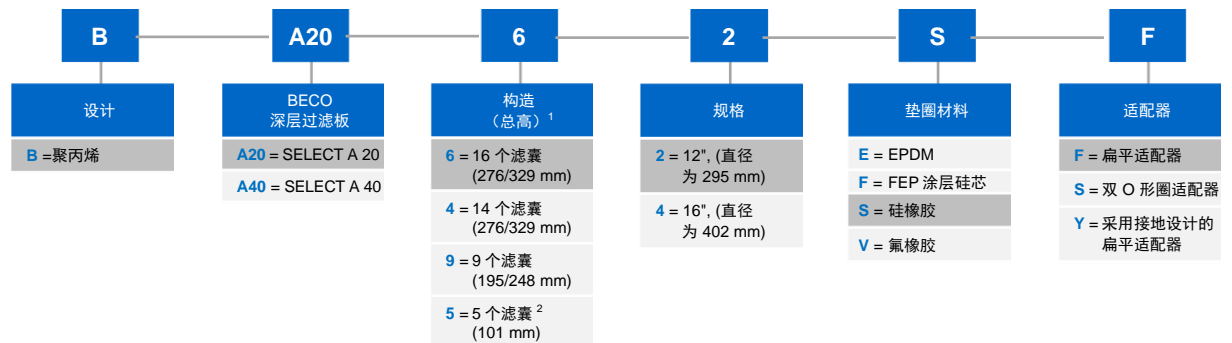 B A20 6 2 S F
设计
B =聚丙烯
BECO
深层过滤板
A20 = SELECT A 20
A40 = SELECT A 40
构造
（总高）1
6 = 16 个滤囊
(276/329 mm)
4 = 14 个滤囊
(276/329 mm)
9 = 9 个滤囊
(195/248 mm)
5 = 5 个滤囊 2
(101 mm)
规格
2 = 12", (直径
为 295 mm)
4 = 16", (直径
为 402 mm)
垫圈材料
E = EPDM
F = FEP 涂层硅芯
S = 硅橡胶
V = 氟橡胶
适配器
F = 扁平适配器
S = 双 O 形圈适配器
Y = 采用接地设计的
扁平适配器